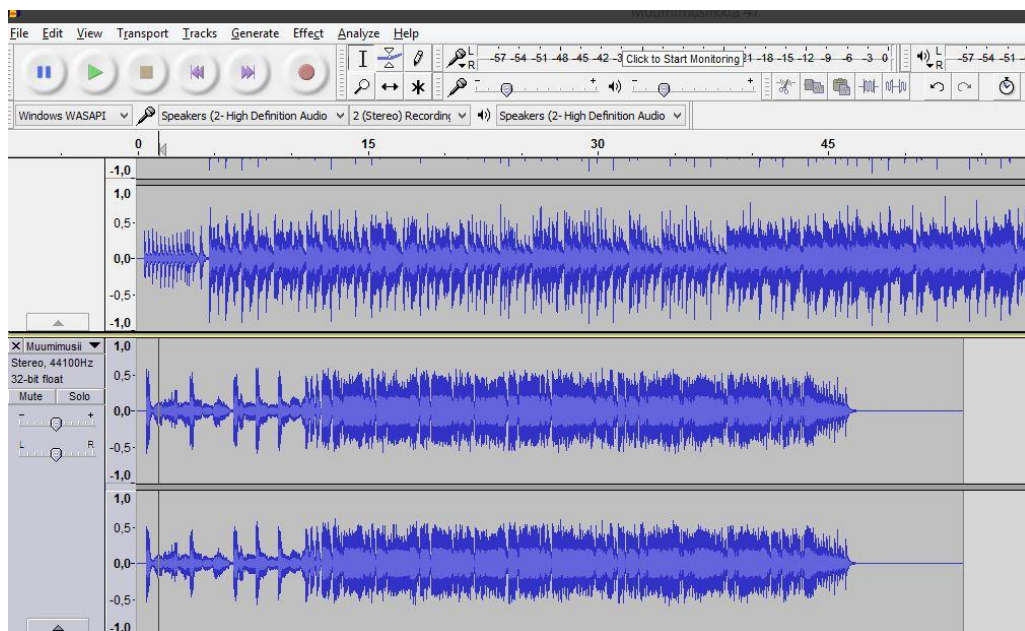 Muumimusiikkia 47
File Edit View Transport Tracks Generate Effect Analyze Help
L R -57 -54 -51 -48 -45 -42 -3 Click to Start Monitoring 21 -18 -15 -12 -9 -6 -3 0 L R -57 -54 -51 -
- + - +
Windows WASAPI Speakers (2- High Definition Audio 2 (Stereo) Recording Speakers (2- High Definition Audio
0 15 30 45
-1,0
1,0
0,5
0,0
-0,5
-1,0
X Muumimusii 1,0
Stereo, 44100Hz 0,5
32-bit float
Mute Solo
- + 0,0
L R -0,5
-1,0
1,0
0,5
0,0
-0,5
-1,0